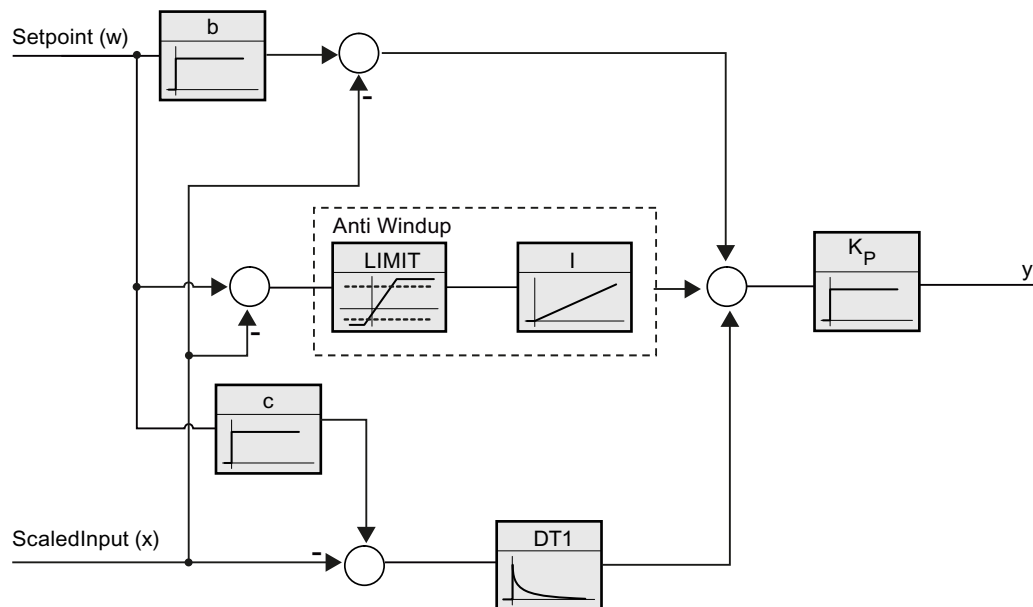 b
Setpoint (w)
-
Anti Windup
LIMIT
I
K_P
y
-
c
ScaledInput (x)
-
DT1